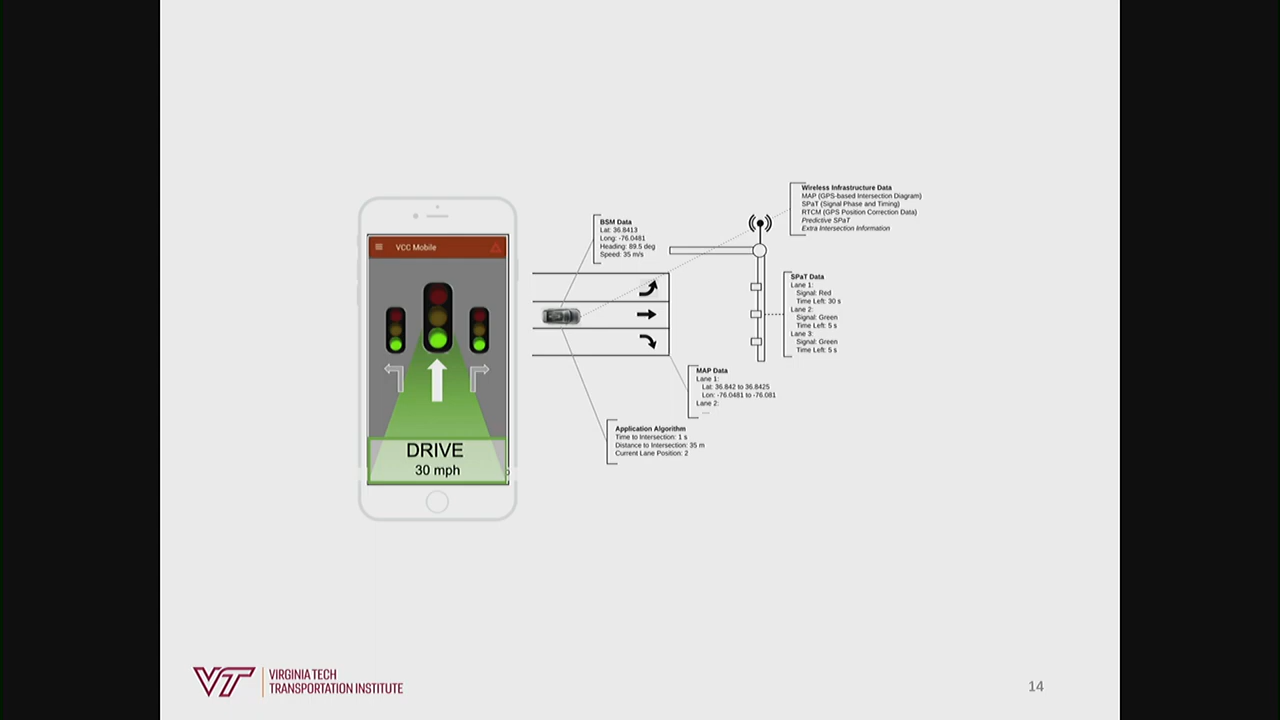 VCC Mobile
DRIVE
30 mph
BSM Data
Lat: 36.8413
Long: -76.0481
Heading: 89.5 deg
Speed: 35 m/s
Wireless Infrastructure Data
MAP (GPS-based Intersection Diagram)
SPaT (Signal Phase and Timing)
RTCM (GPS Position Correction Data)
Predictive SPaT
Extra Intersection Information
SPaT Data
Lane 1:
Signal: Red
Time Left: 30 s
Lane 2:
Signal: Green
Time Left: 5 s
Lane 3:
Signal: Green
Time Left: 5 s
MAP Data
Lane 1:
Lat: 36.842 to 36.8425
Lon: -76.0481 to -76.081
Lane 2:
....
Application Algorithm
Time to Intersection: 1 s
Distance to Intersection: 35 m
Current Lane Position: 2
VT
VIRGINIA TECH
TRANSPORTATION INSTITUTE
14